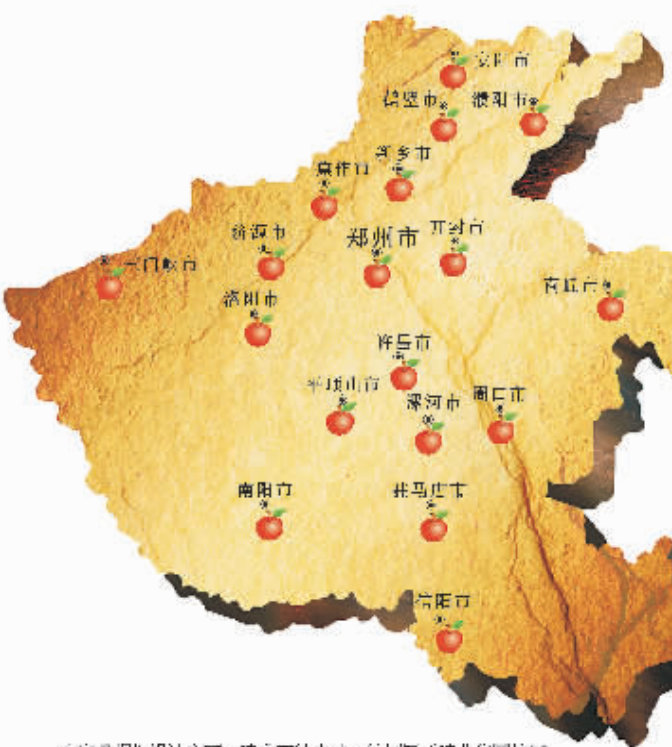 安阳市
鹤壁市
濮阳市
新乡市
焦作市
济源市
郑州市
开封市
三门峡市
商丘市
洛阳市
许昌市
平顶山市
漯河市
周口市
南阳市
驻马店市
信阳市